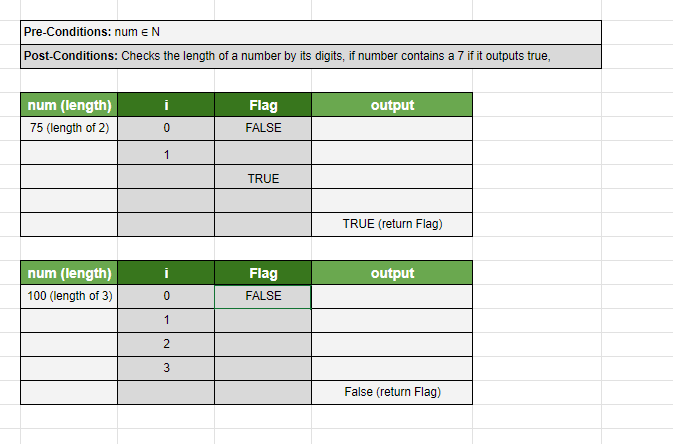 Pre-Conditions: num ∈ N
Post-Conditions: Checks the length of a number by its digits, if number contains a 7 if it outputs true,
num (length) i Flag output
75 (length of 2) 0 FALSE
1
TRUE
TRUE (return Flag)
num (length) i Flag output
100 (length of 3) 0 FALSE
1
2
3
False (return Flag)